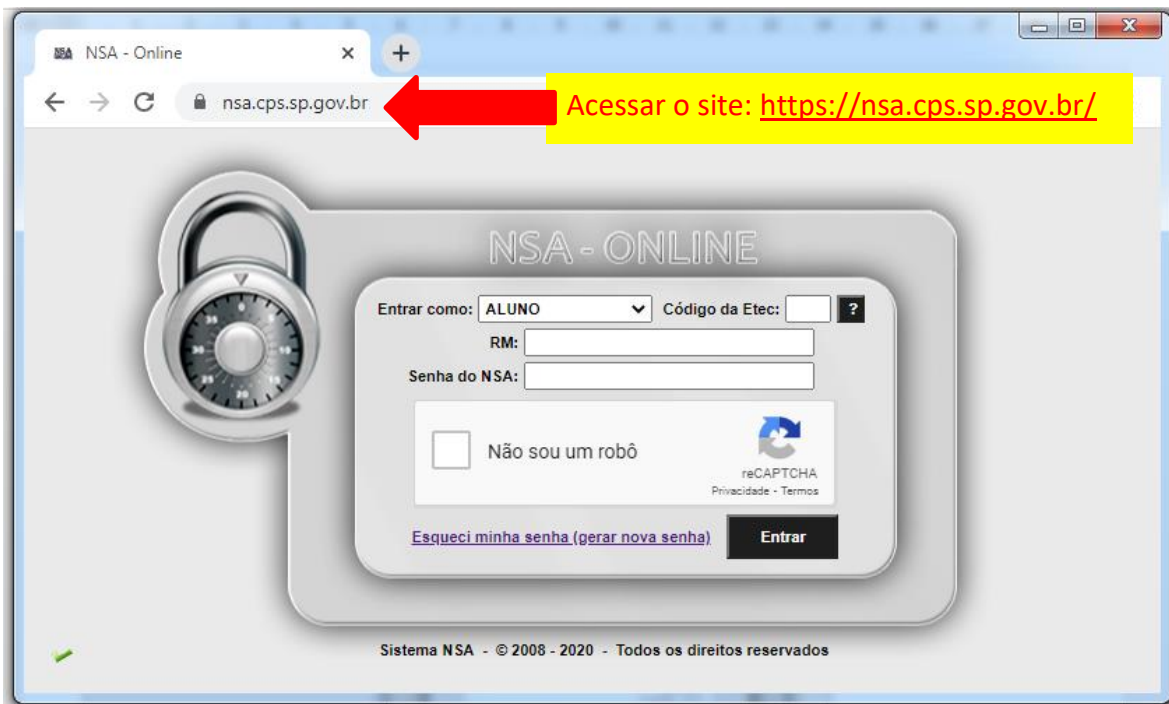 NSA - Online
nsa.cps.sp.gov.br
Acessar o site: https://nsa.cps.sp.gov.br/
NSA - ONLINE
Entrar como: ALUNO Código da Etec: ?
RM:
Senha do NSA:
Não sou um robô
reCAPTCHA
Privacidade - Termos
Esqueci minha senha (gerar nova senha) Entrar
Sistema NSA - © 2008 - 2020 - Todos os direitos reservados